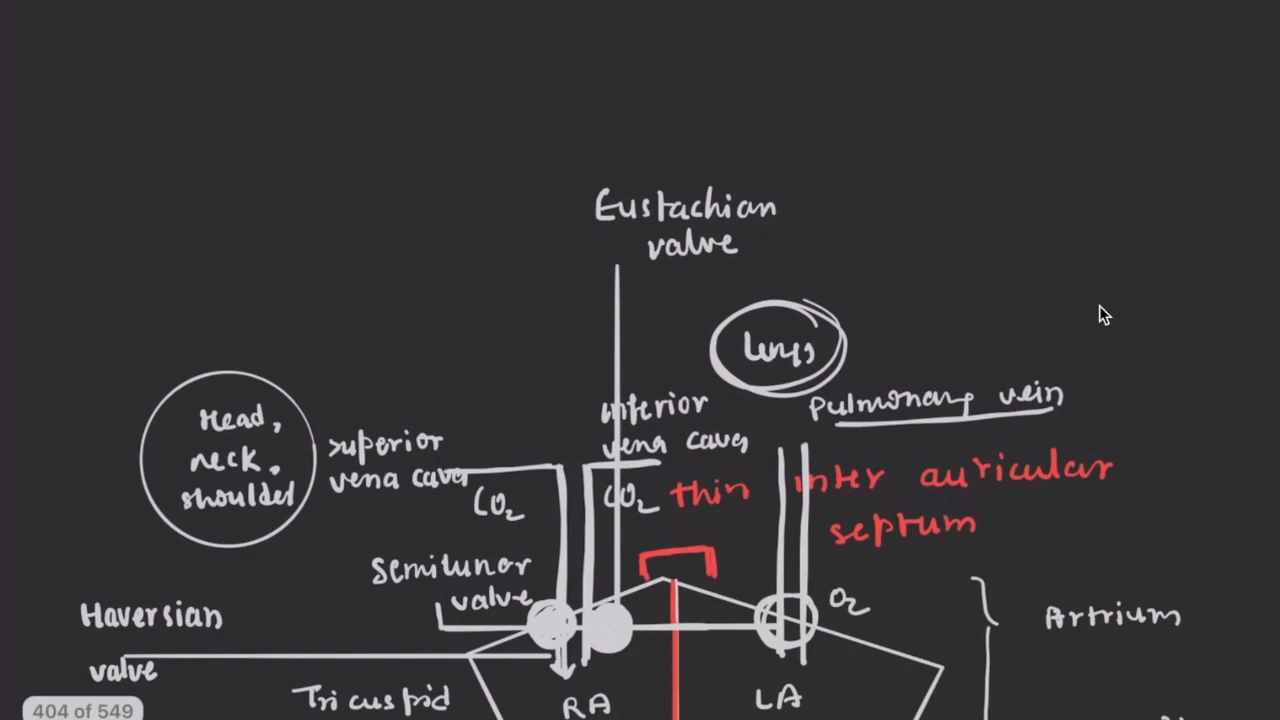 Eustachian
valve
lungs
Head,
neck,
shoulder
superior
vena cava
CO2
inferior
vena cava
CO2
pulmonary vein
thin inter auricular
septum
semilunar
valve
O2
Haversian
valve
Artrium
Tricuspid
RA
LA
404 of 549